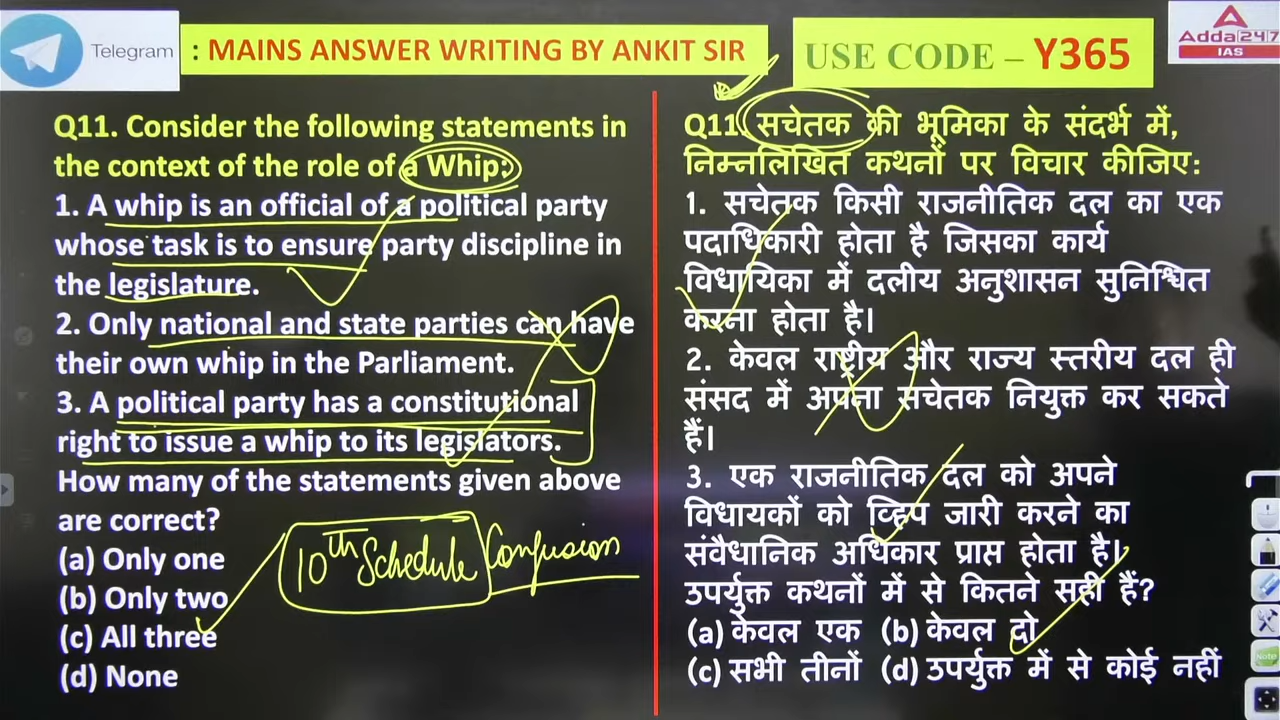 Telegram
: MAINS ANSWER WRITING BY ANKIT SIR
USE CODE – Y365
Adda247
IAS
Q11. Consider the following statements in
the context of the role of a Whip:
1. A whip is an official of a political party
whose task is to ensure party discipline in
the legislature.
2. Only national and state parties can have
their own whip in the Parliament.
3. A political party has a constitutional
right to issue a whip to its legislators.
How many of the statements given above
are correct?
(a) Only one
(b) Only two
(c) All three
(d) None
10th Schedule Confusion
Q11. सचेतक की भूमिका के संदर्भ में,
निम्नलिखित कथनों पर विचार कीजिए:
1. सचेतक किसी राजनीतिक दल का एक
पदाधिकारी होता है जिसका कार्य
विधायिका में दलीय अनुशासन सुनिश्चित
करना होता है।
2. केवल राष्ट्रीय और राज्य स्तरीय दल ही
संसद में अपना सचेतक नियुक्त कर सकते
हैं।
3. एक राजनीतिक दल को अपने
विधायकों को व्हिप जारी करने का
संवैधानिक अधिकार प्राप्त होता है।
उपर्युक्त कथनों में से कितने सही हैं?
(a) केवल एक (b) केवल दो
(c) सभी तीनों (d) उपर्युक्त में से कोई नहीं
Note